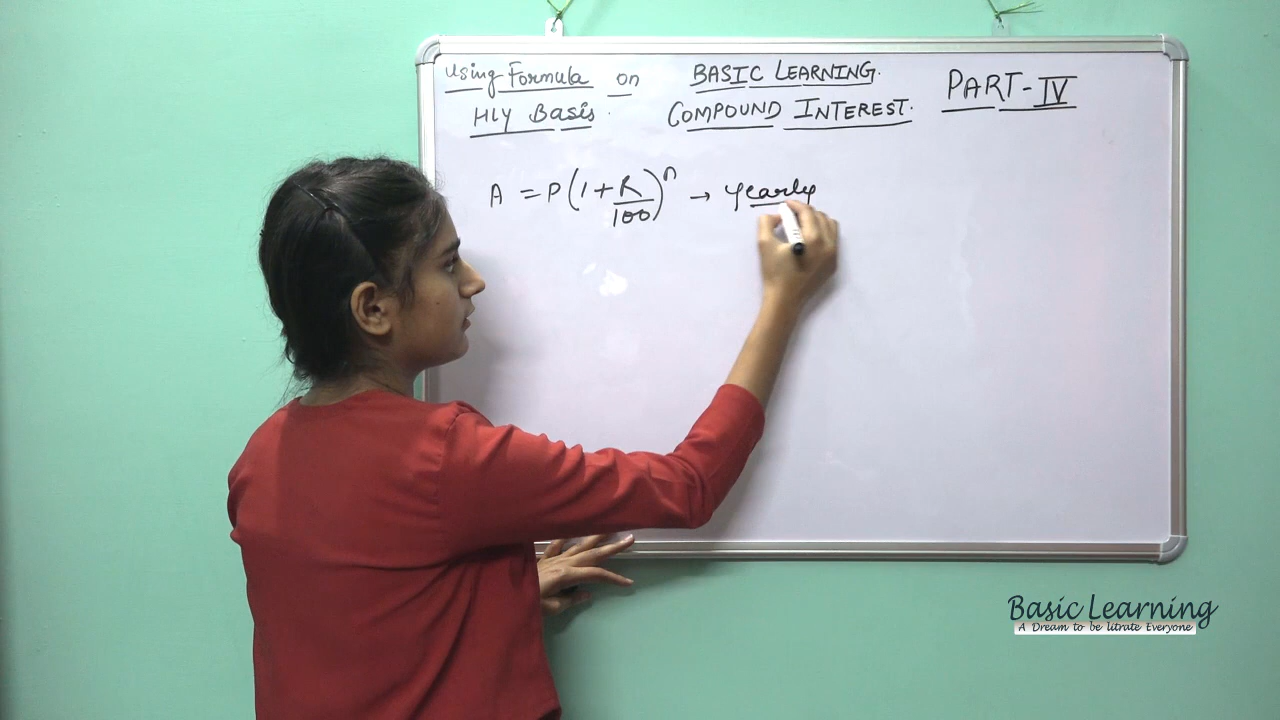 Using Formula on
HLY Basis.
BASIC LEARNING.
COMPOUND INTEREST.
PART-IV
A = P(1+R/100)^n → yearly
Basic Learning
A Dream to be litrate Everyone